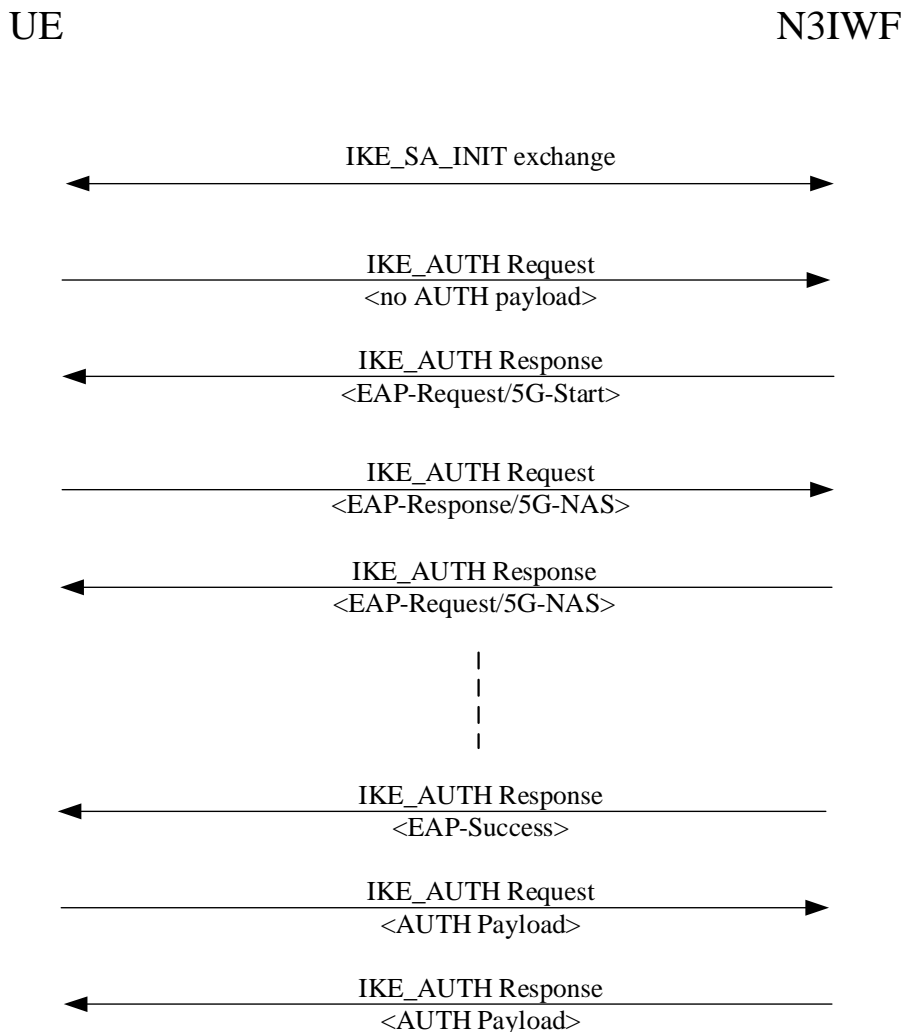 UE
N3IWF
IKE_SA_INIT exchange
IKE_AUTH Request
<no AUTH payload>
IKE_AUTH Response
<EAP-Request/5G-Start>
IKE_AUTH Request
<EAP-Response/5G-NAS>
IKE_AUTH Response
<EAP-Request/5G-NAS>
IKE_AUTH Response
<EAP-Success>
IKE_AUTH Request
<AUTH Payload>
IKE_AUTH Response
<AUTH Payload>